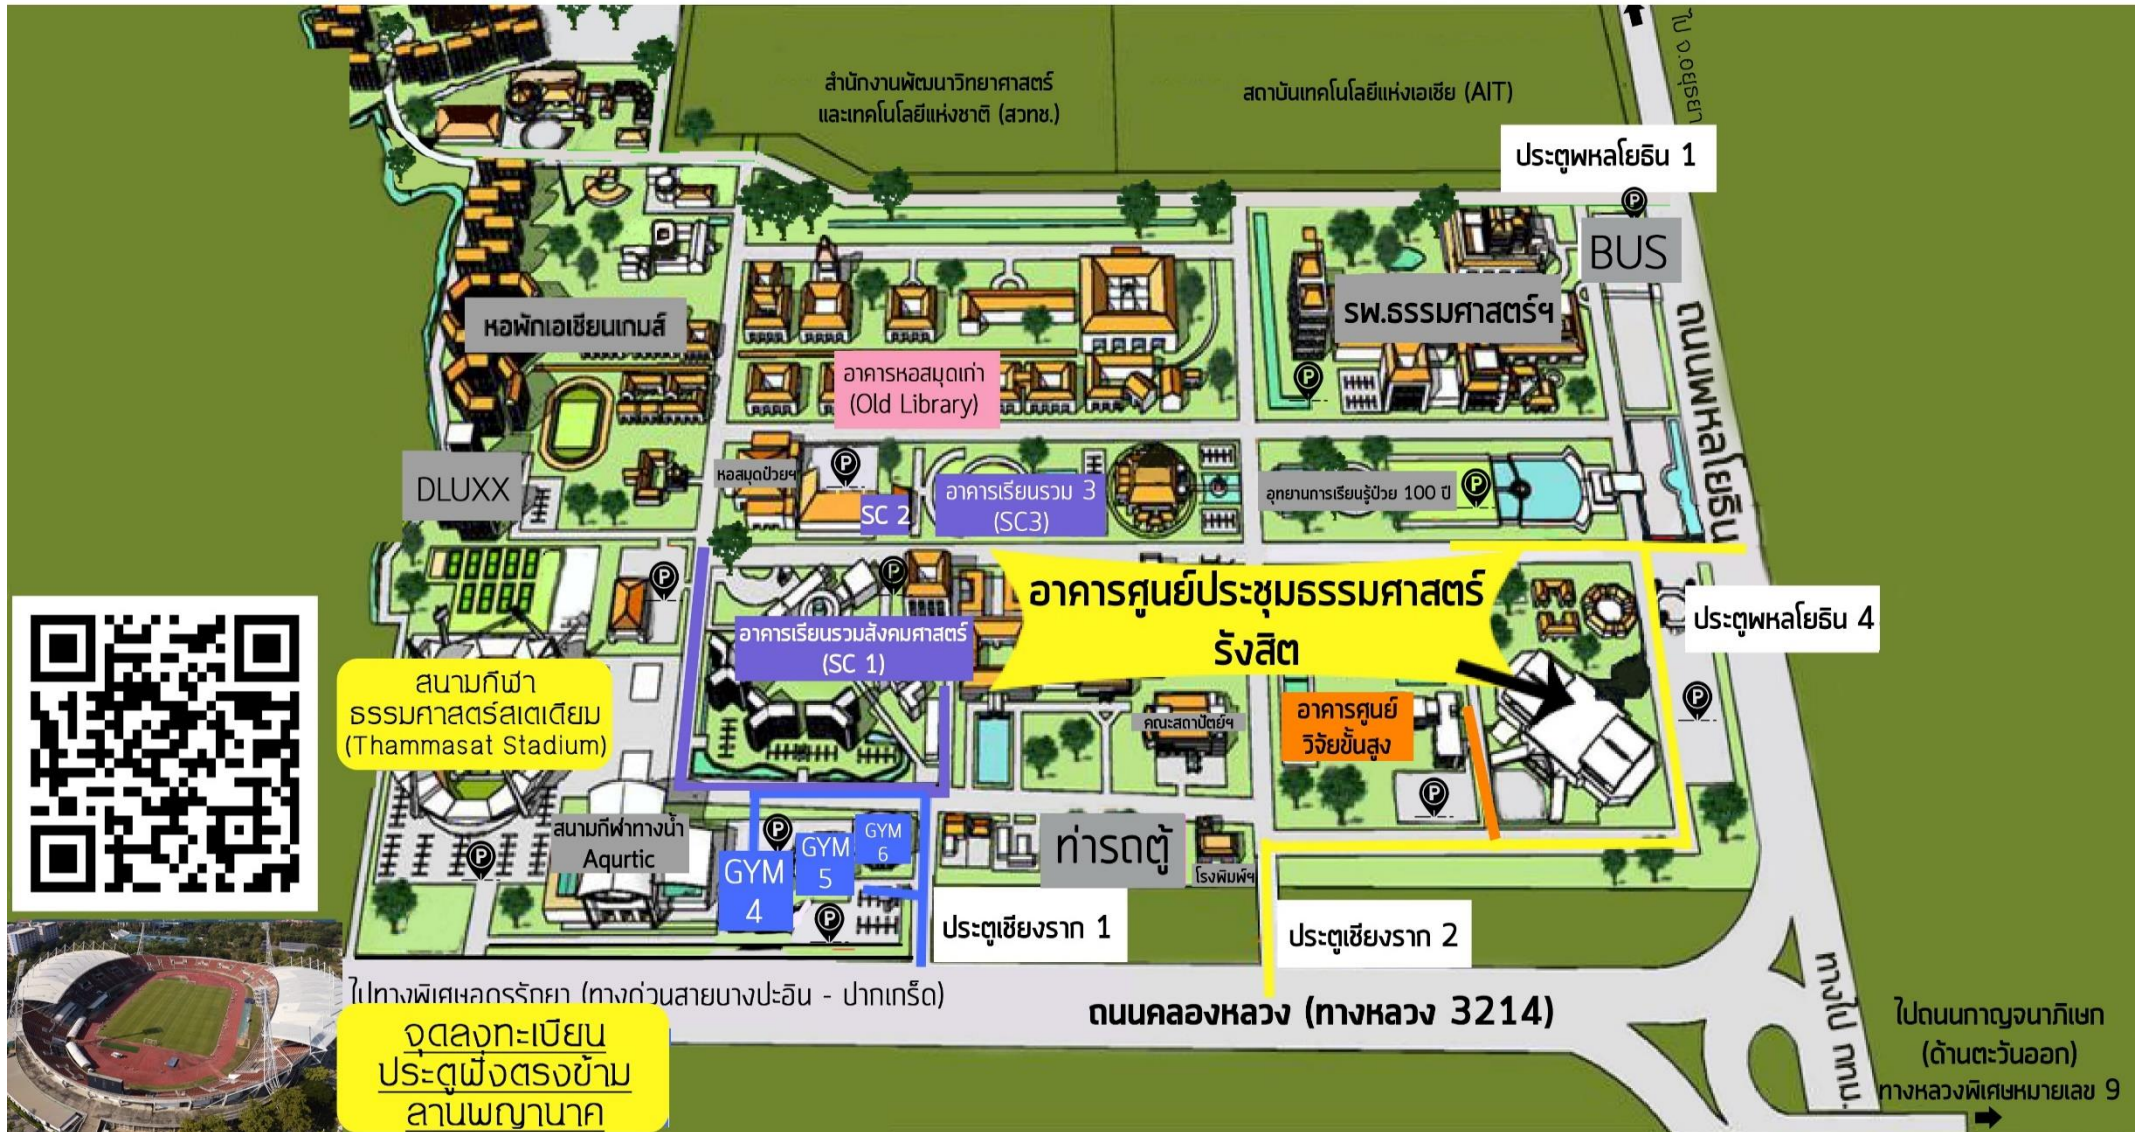 ไป จ.อยุธยา
สำนักงานพัฒนาวิทยาศาสตร์
และเทคโนโลยีแห่งชาติ (สวทช.)
สถาบันเทคโนโลยีแห่งเอเชีย (AIT)
ประตูพหลโยธิน 1
P
BUS
หอพักเอเชียนเกมส์
รพ.ธรรมศาสตร์ฯ
ถนนพหลโยธิน
อาคารหอสมุดเก่า
(Old Library)
P
DLUXX
หอสมุดป๋วยฯ
P
SC 2
อาคารเรียนรวม 3
(SC3)
อุทยานการเรียนรู้ป๋วย 100 ปี
P
P
P
อาคารศูนย์ประชุมธรรมศาสตร์
รังสิต
ประตูพหลโยธิน 4
อาคารเรียนรวมสังคมศาสตร์
(SC 1)
สนามกีฬา
ธรรมศาสตร์สเตเดียม
(Thammasat Stadium)
คณะสถาปัตย์ฯ
อาคารศูนย์
วิจัยขั้นสูง
P
P
สนามกีฬาทางน้ำ
Aqurtic
P
P
GYM
4
GYM
5
GYM
6
P
ท่ารถตู้
โรงพิมพ์ฯ
ประตูเชียงราก 1
ประตูเชียงราก 2
ไปทางพิเศษอุดรรัถยา (ทางด่วนสายบางปะอิน - ปากเกร็ด)
ถนนคลองหลวง (ทางหลวง 3214)
ทางไป กทม.
ไปถนนกาญจนาภิเษก
(ด้านตะวันออก)
ทางหลวงพิเศษหมายเลข 9
จุดลงทะเบียน
ประตูฝั่งตรงข้าม
ลานพญานาค